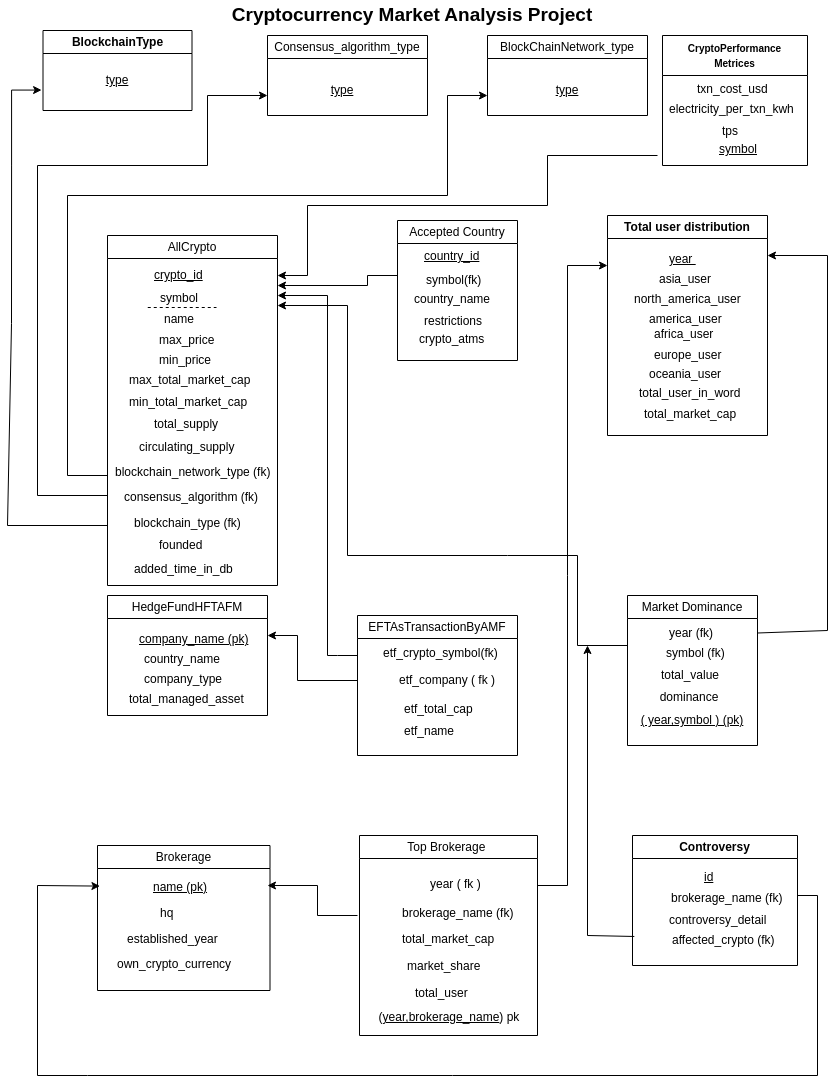 Cryptocurrency Market Analysis Project
BlockchainType
type
Consensus_algorithm_type
type
BlockChainNetwork_type
type
CryptoPerformance
Metrices
txn_cost_usd
electricity_per_txn_kwh
tps
symbol
AllCrypto
crypto_id
symbol
name
max_price
min_price
max_total_market_cap
min_total_market_cap
total_supply
circulating_supply
blockchain_network_type (fk)
consensus_algorithm (fk)
blockchain_type (fk)
founded
added_time_in_db
Accepted Country
country_id
symbol(fk)
country_name
restrictions
crypto_atms
Total user distribution
year
asia_user
north_america_user
america_user
africa_user
europe_user
oceania_user
total_user_in_word
total_market_cap
HedgeFundHFTAFM
company_name (pk)
country_name
company_type
total_managed_asset
EFTAsTransactionByAMF
etf_crypto_symbol(fk)
etf_company ( fk )
etf_total_cap
etf_name
Market Dominance
year (fk)
symbol (fk)
total_value
dominance
( year,symbol ) (pk)
Brokerage
name (pk)
hq
established_year
own_crypto_currency
Top Brokerage
year ( fk )
brokerage_name (fk)
total_market_cap
market_share
total_user
(year,brokerage_name) pk
Controversy
id
brokerage_name (fk)
controversy_detail
affected_crypto (fk)